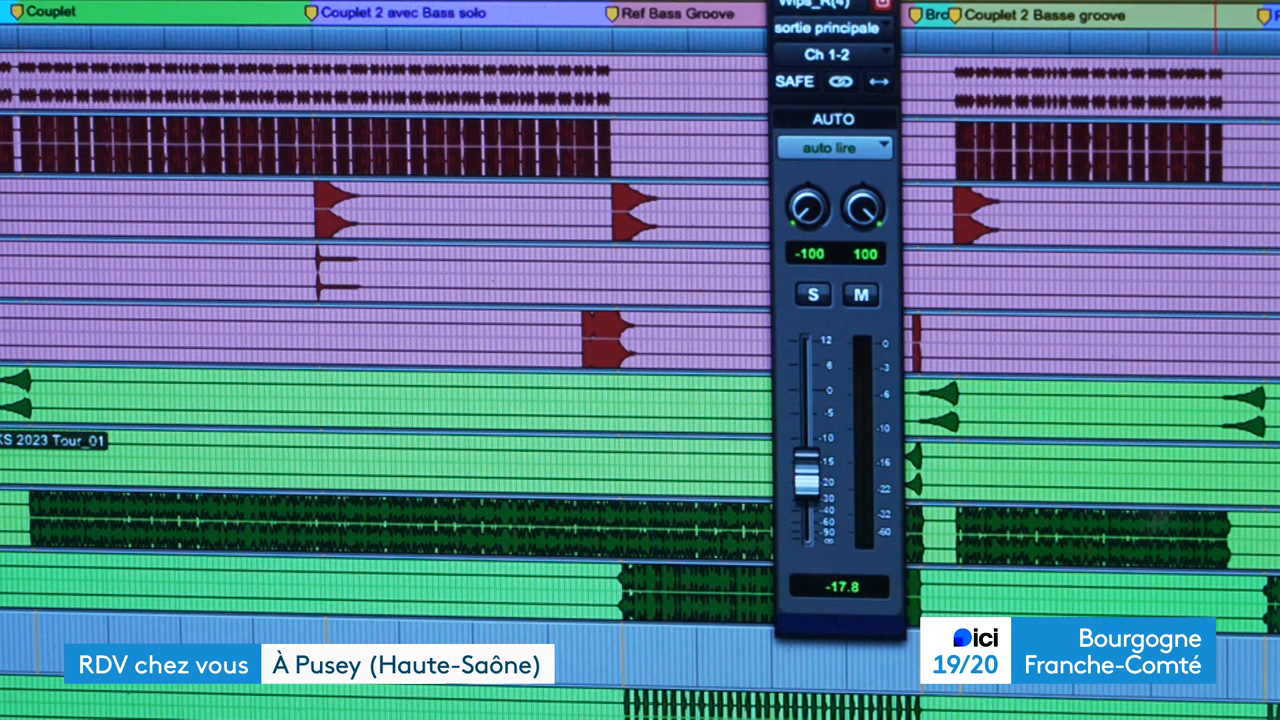 Couplet
Couplet 2 avec Bass solo
Ref Bass Groove
Couplet 2 Basse groove
Wips_R(4)
sortie principale
Ch 1-2
SAFE
AUTO
auto lire
-100 100
S M
12
6
0
-5
-10
-15
-20
-30
-40
-60
-90
∞
0
-3
-6
-10
-16
-22
-32
-60
-17.8
KS 2023 Tour_01
RDV chez vous
À Pusey (Haute-Saône)
ici
19/20
Bourgogne
Franche-Comté